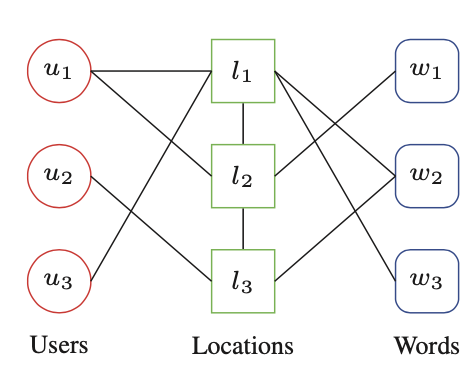 u₁ l₁ w₁
u₂ l₂ w₂
u₃ l₃ w₃
Users Locations Words